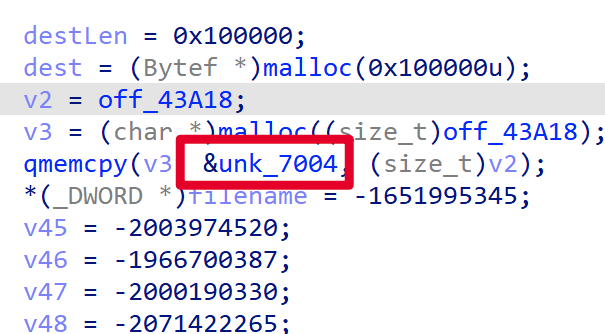 destLen = 0x100000;
dest = (Bytef *)malloc(0x100000u);
v2 = off_43A18;
v3 = (char *)malloc((size_t)off_43A18);
qmemcpy(v3, &unk_7004, (size_t)v2);
*(_DWORD *)filename = -1651995345;
v45 = -2003974520;
v46 = -1966700387;
v47 = -2000190330;
v48 = -2071422265;